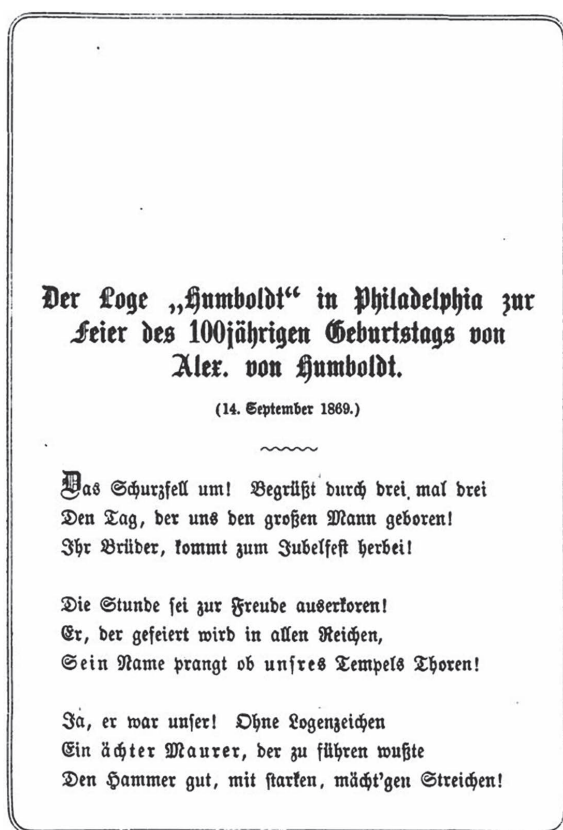 Der Loge „Humboldt“ in Philadelphia zur
Feier des 100jährigen Geburtstags von
Alex. von Humboldt.
(14. September 1869.)
Das Schurzfell um! Begrüßt durch drei mal drei
Den Tag, der uns den großen Mann geboren!
Ihr Brüder, kommt zum Jubelfest herbei!
Die Stunde sei zur Freude auserkoren!
Er, der gefeiert wird in allen Reichen,
Sein Name prangt ob unsres Tempels Thoren!
Ja, er war unser! Ohne Logenzeichen
Ein ächter Maurer, der zu führen wußte
Den Hammer gut, mit starken, mächt'gen Streichen!